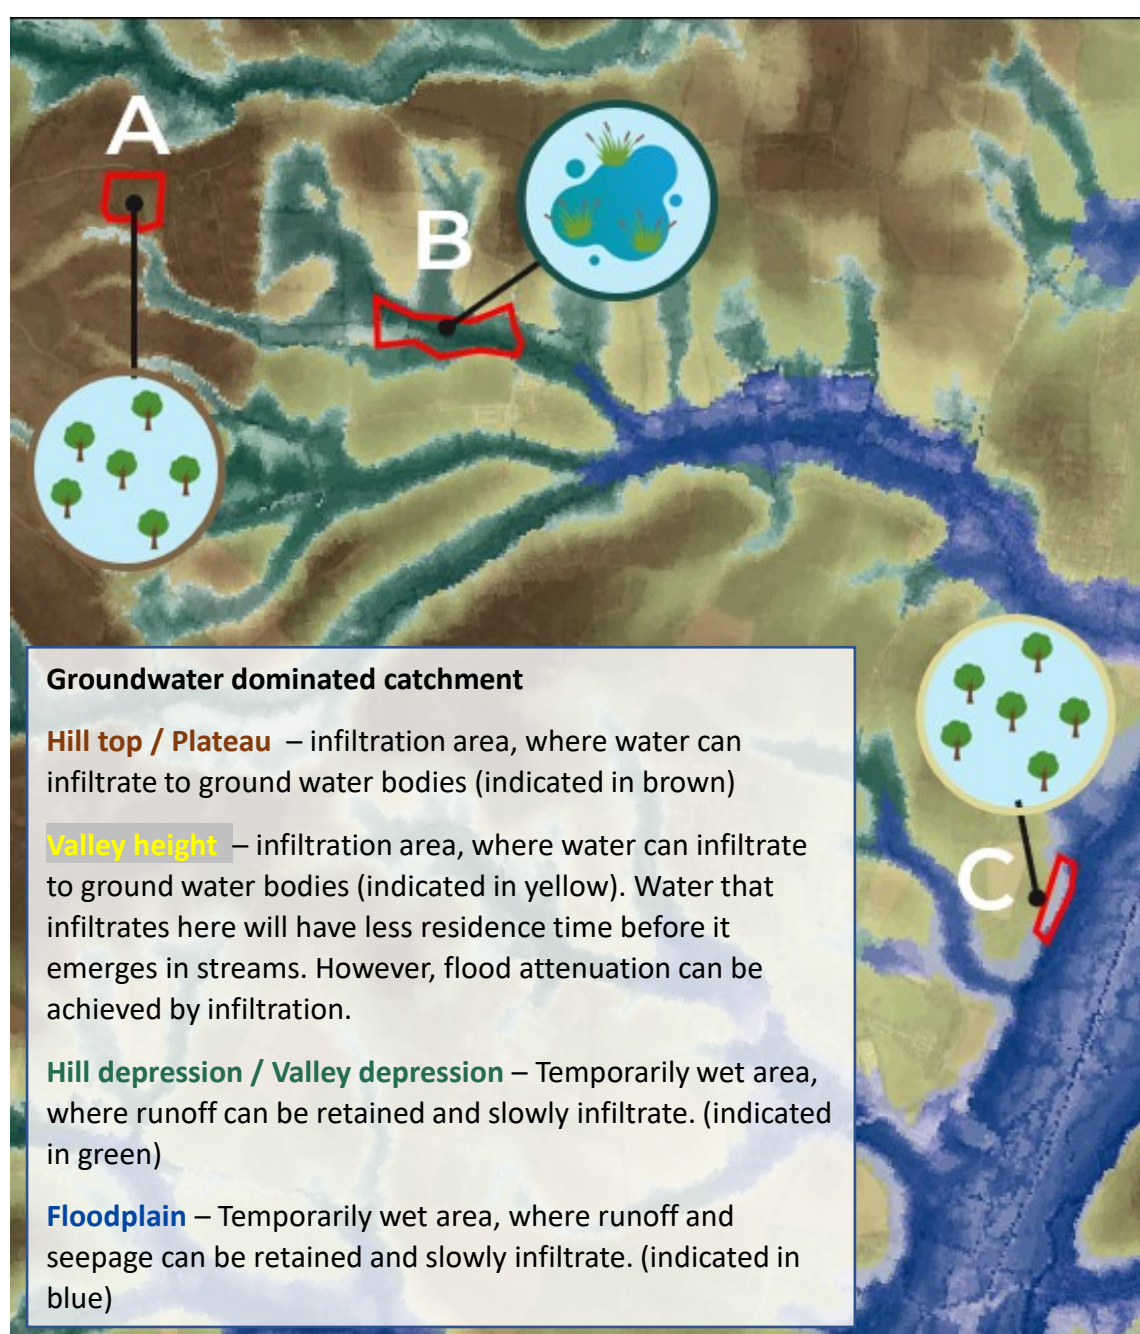 A
B
C
Groundwater dominated catchment
Hill top / Plateau – infiltration area, where water can
infiltrate to ground water bodies (indicated in brown)
Valley height – infiltration area, where water can infiltrate
to ground water bodies (indicated in yellow). Water that
infiltrates here will have less residence time before it
emerges in streams. However, flood attenuation can be
achieved by infiltration.
Hill depression / Valley depression – Temporarily wet area,
where runoff can be retained and slowly infiltrate. (indicated
in green)
Floodplain – Temporarily wet area, where runoff and
seepage can be retained and slowly infiltrate. (indicated in
blue)